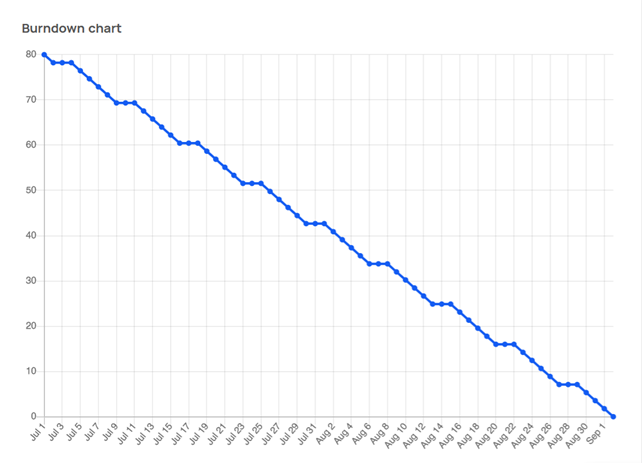 Burndown chart
80
70
60
50
40
30
20
10
0
Jul 1
Jul 3
Jul 5
Jul 7
Jul 9
Jul 11
Jul 13
Jul 15
Jul 17
Jul 19
Jul 21
Jul 23
Jul 25
Jul 27
Jul 29
Jul 31
Aug 2
Aug 4
Aug 6
Aug 8
Aug 10
Aug 12
Aug 14
Aug 16
Aug 18
Aug 20
Aug 22
Aug 24
Aug 26
Aug 28
Aug 30
Sep 1